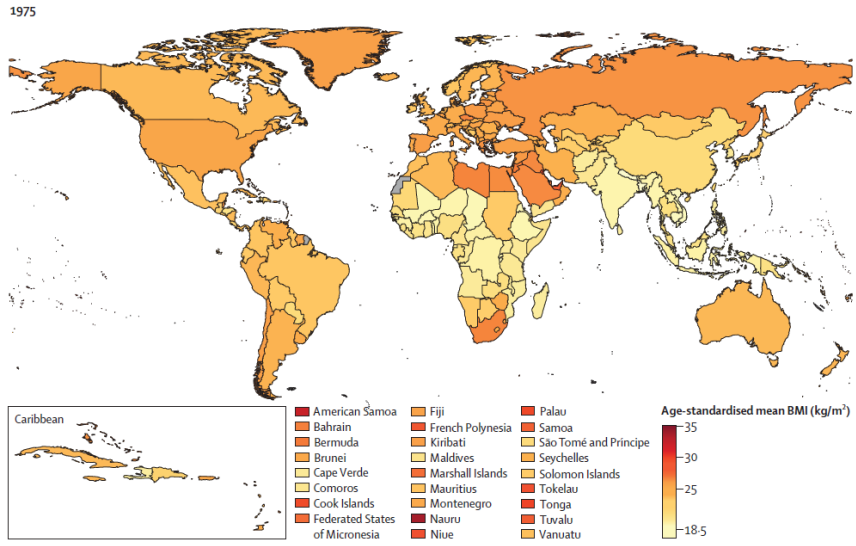 1975
Caribbean
American Samoa
Bahrain
Bermuda
Brunei
Cape Verde
Comoros
Cook Islands
Federated States
of Micronesia
Fiji
French Polynesia
Kiribati
Maldives
Marshall Islands
Mauritius
Montenegro
Nauru
Niue
Palau
Samoa
São Tomé and Principe
Seychelles
Solomon Islands
Tokelau
Tonga
Tuvalu
Vanuatu
Age-standardised mean BMI (kg/m²)
35
30
25
18·5